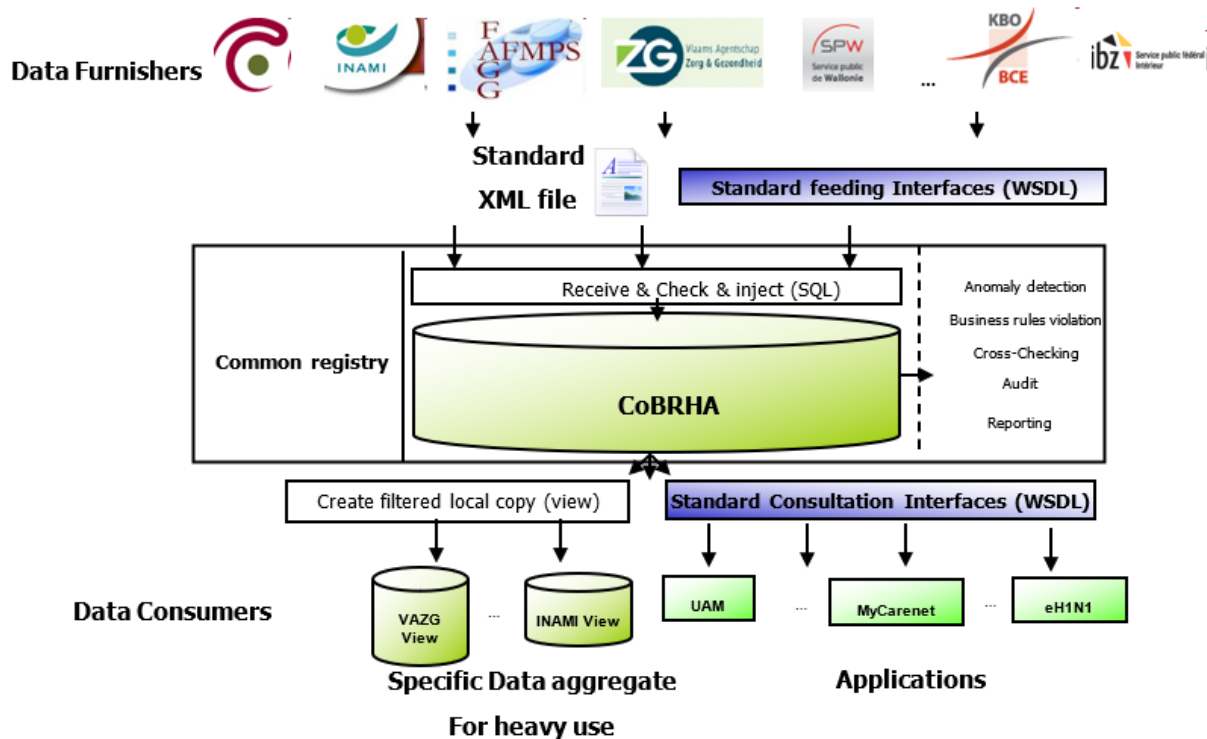 Data Furnishers
INAMI
FAGG
AFMPS
ZG Vlaams Agentschap
Zorg & Gezondheid
SPW
Service public
de Wallonie
...
KBO
BCE
ibz Service public fédéral
Intérieur
Standard
XML file
A
Standard feeding Interfaces (WSDL)
Receive & Check & inject (SQL)
Common registry
CoBRHA
Anomaly detection
Business rules violation
Cross-Checking
Audit
Reporting
Create filtered local copy (view)
Standard Consultation Interfaces (WSDL)
Data Consumers
VAZG
View
...
INAMI View
UAM
...
MyCarenet
...
eH1N1
Specific Data aggregate
For heavy use
Applications